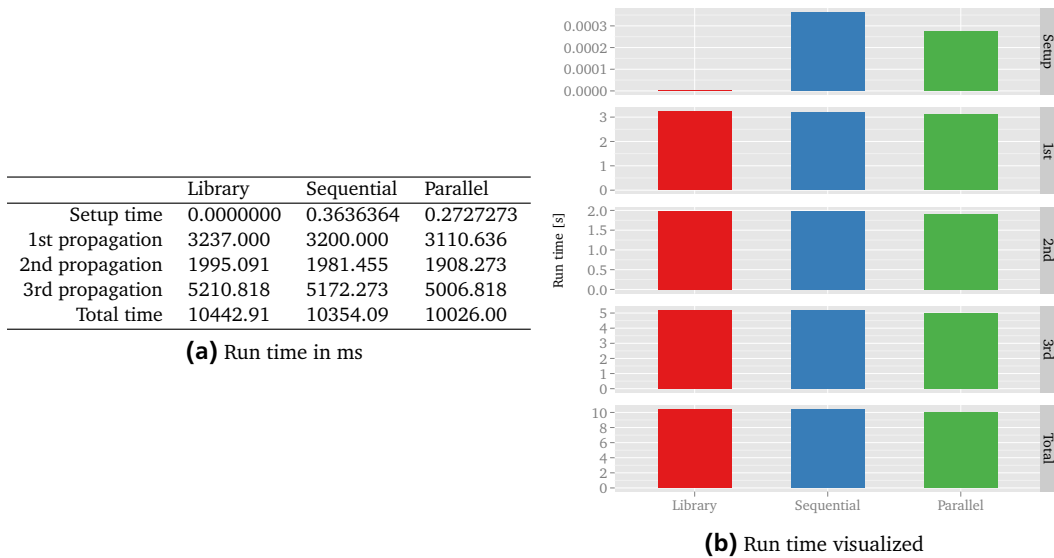 Library Sequential Parallel
Setup time 0.0000000 0.3636364 0.2727273
1st propagation 3237.000 3200.000 3110.636
2nd propagation 1995.091 1981.455 1908.273
3rd propagation 5210.818 5172.273 5006.818
Total time 10442.91 10354.09 10026.00
(a) Run time in ms
Run time [s]
0.0003
0.0002
0.0001
0.0000
Setup
3
2
1
0
1st
2.0
1.5
1.0
0.5
0.0
2nd
5
4
3
2
1
0
3rd
10
8
6
4
2
0
Total
Library Sequential Parallel
(b) Run time visualized